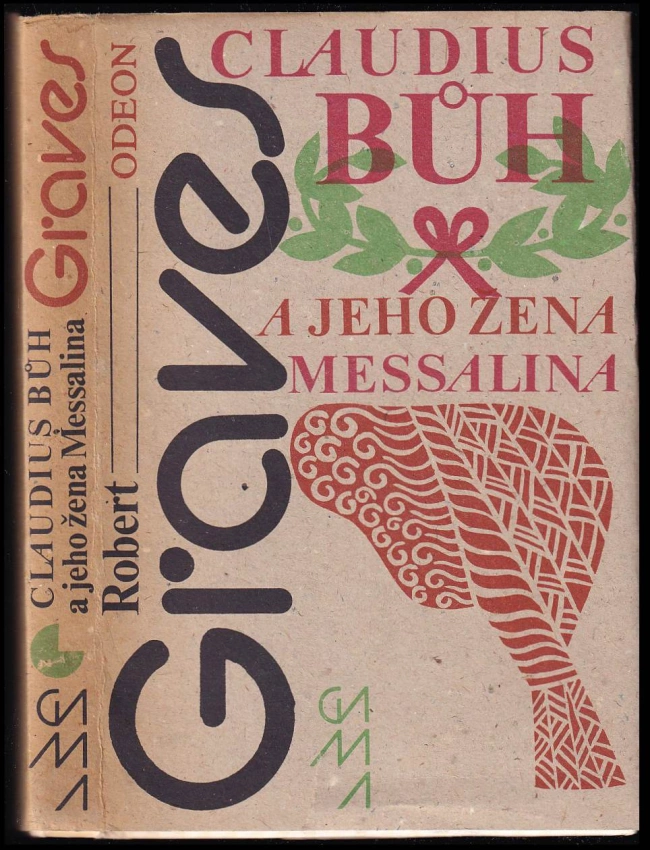 Graves
CLAUDIUS BŮH
a jeho žena Messalina
Robert
ODEON
Graves
CLAUDIUS
BŮH
A JEHO ŽENA
MESSALINA